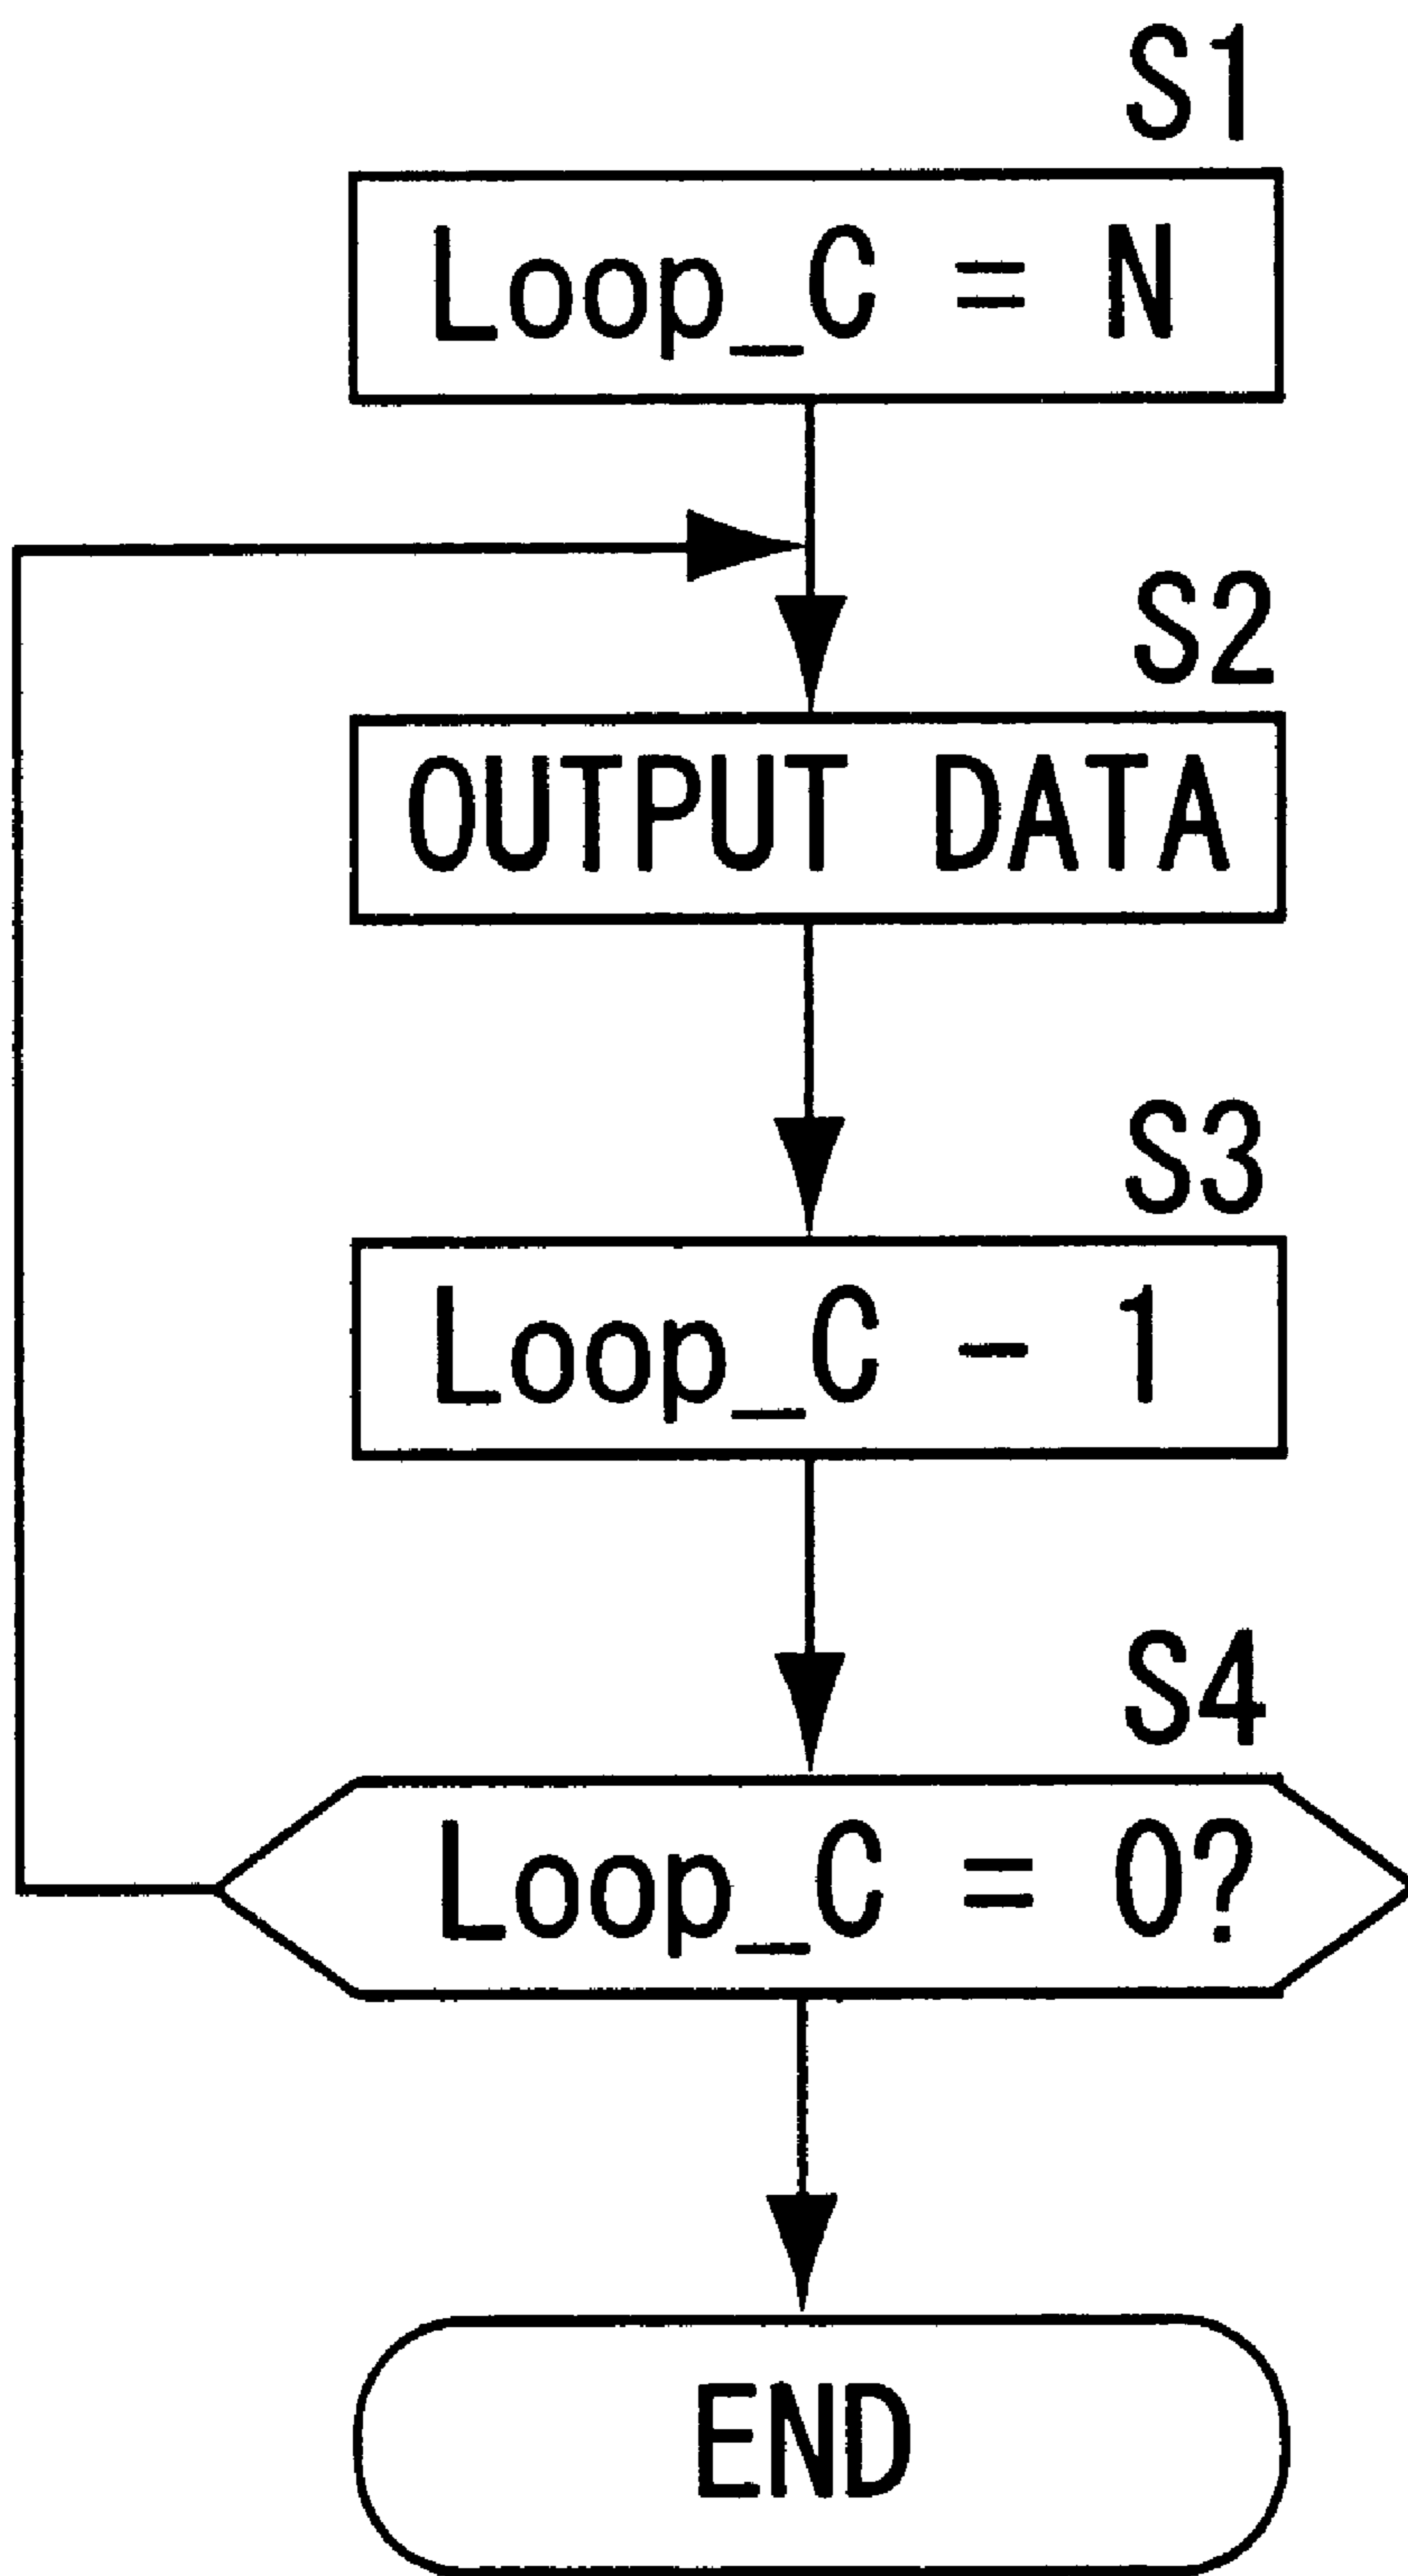 S1
Loop_C = N
S2
OUTPUT DATA
S3
Loop_C - 1
S4
Loop_C = 0?
END